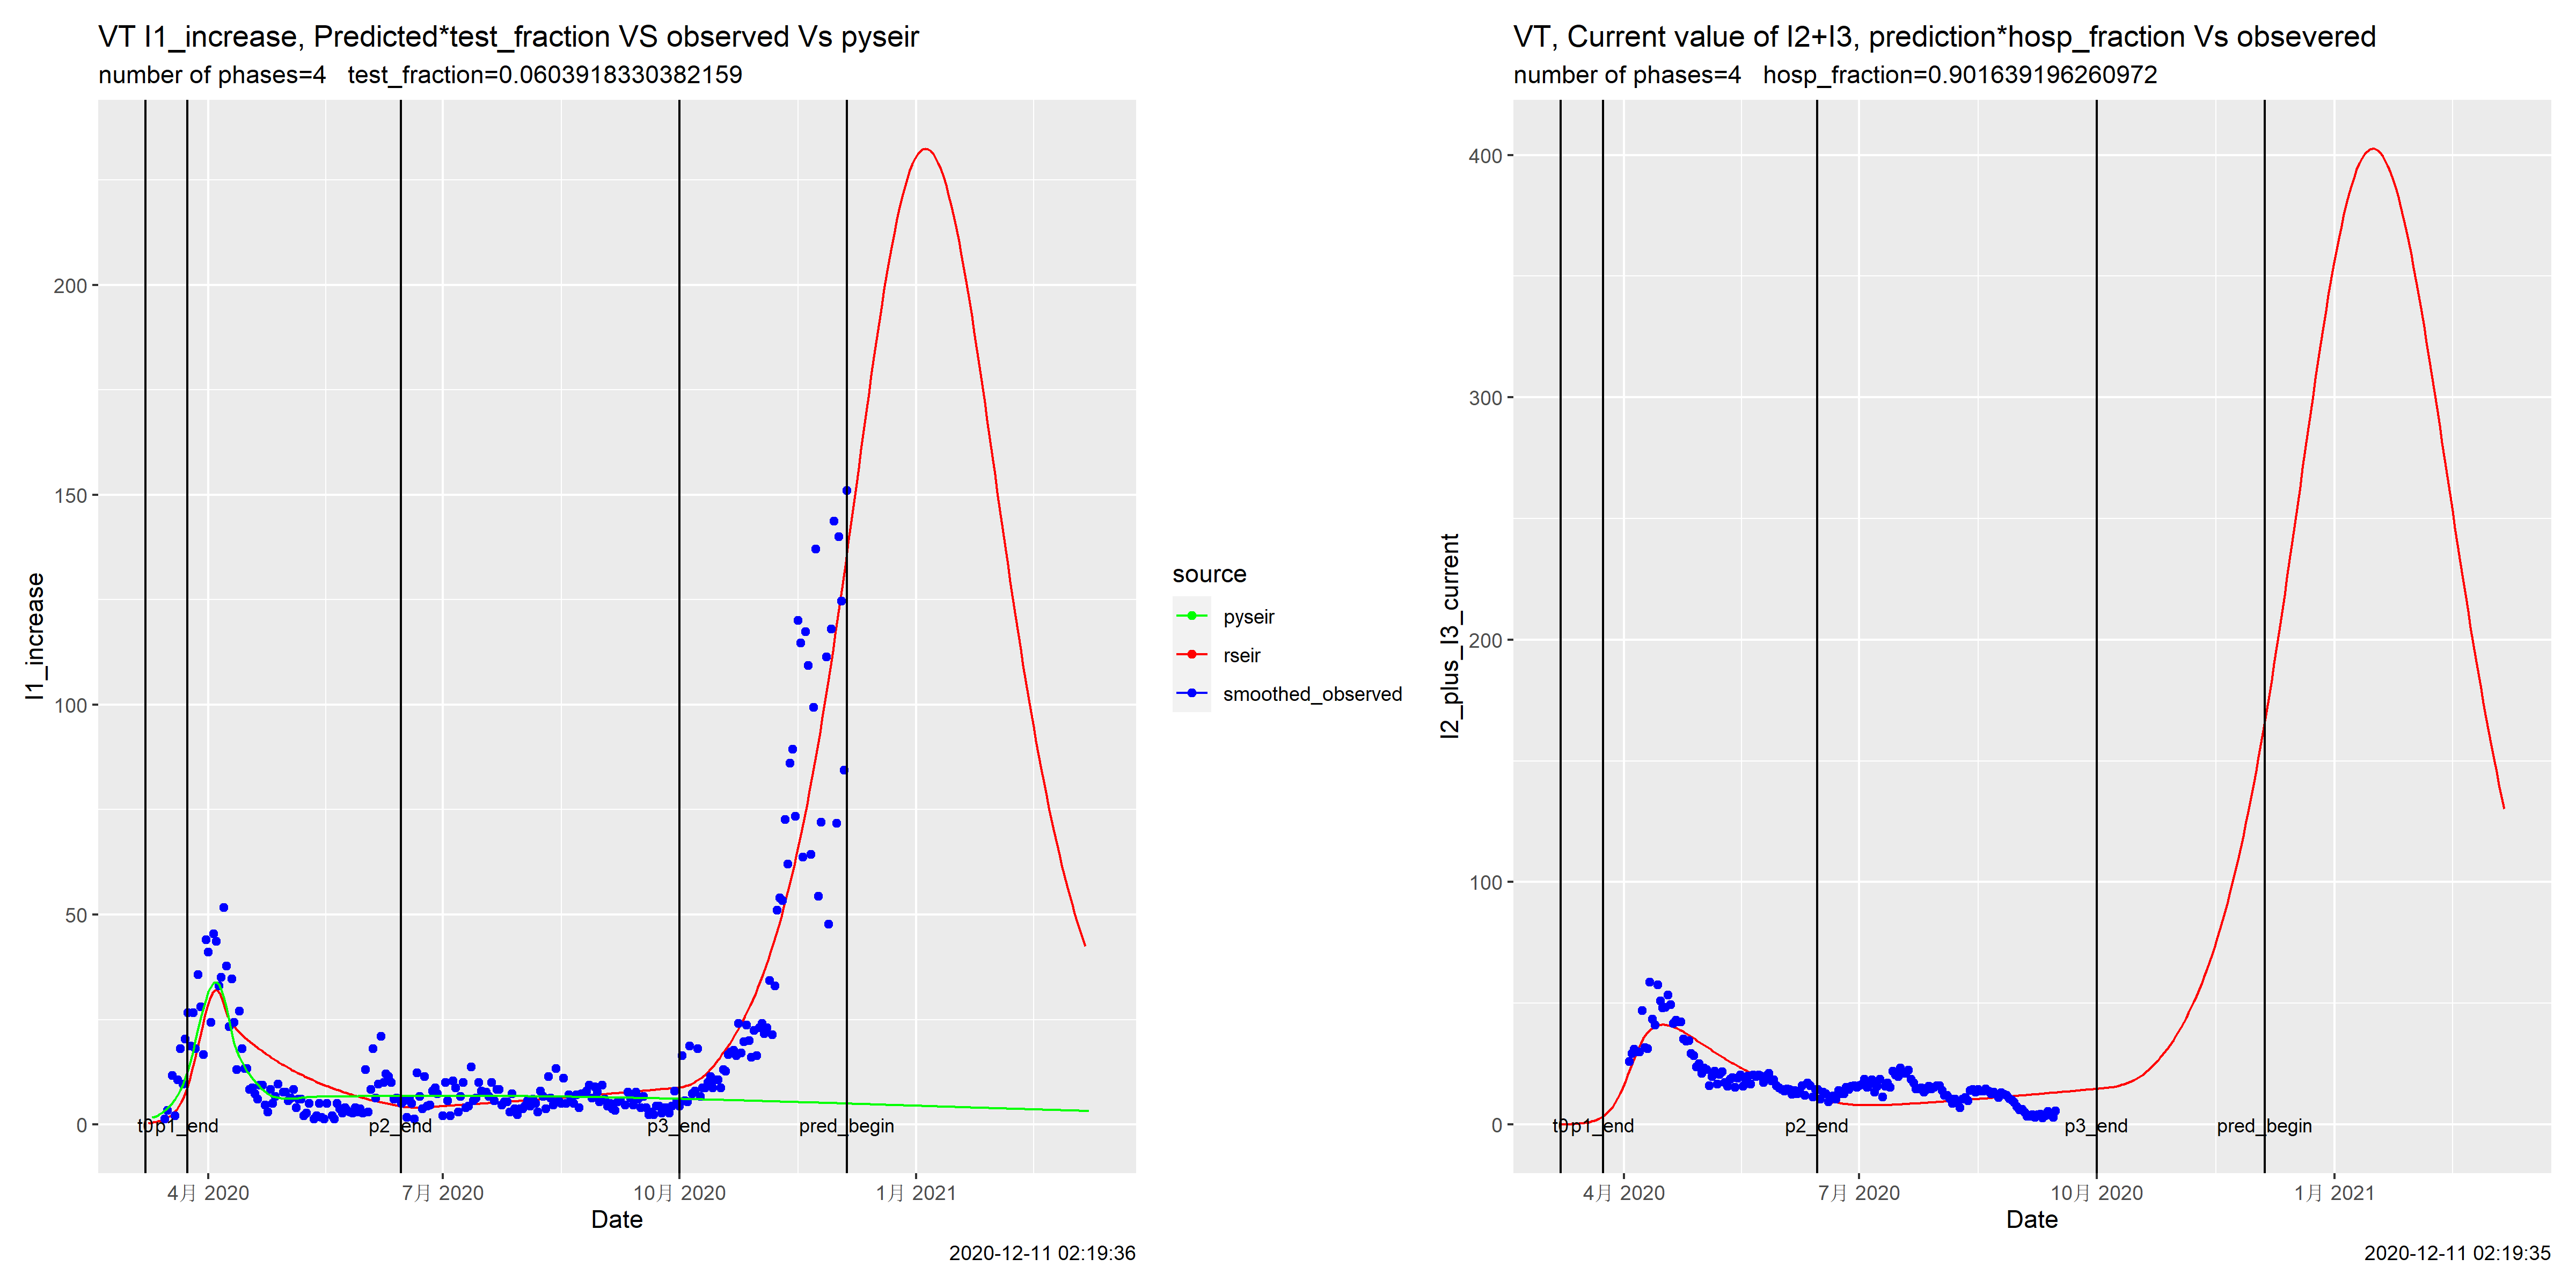 VT I1_increase, Predicted*test_fraction VS observed Vs pyseir
number of phases=4 test_fraction=0.0603918330382159
I1_increase
200
150
100
50
0
t0
p1_end
p2_end
p3_end
pred_begin
4月 2020
7月 2020
10月 2020
1月 2021
Date
2020-12-11 02:19:36
source
pyseir
rseir
smoothed_observed
VT, Current value of I2+I3, prediction*hosp_fraction Vs obsevered
number of phases=4 hosp_fraction=0.901639196260972
I2_plus_I3_current
400
300
200
100
0
t0
p1_end
p2_end
p3_end
pred_begin
4月 2020
7月 2020
10月 2020
1月 2021
Date
2020-12-11 02:19:35